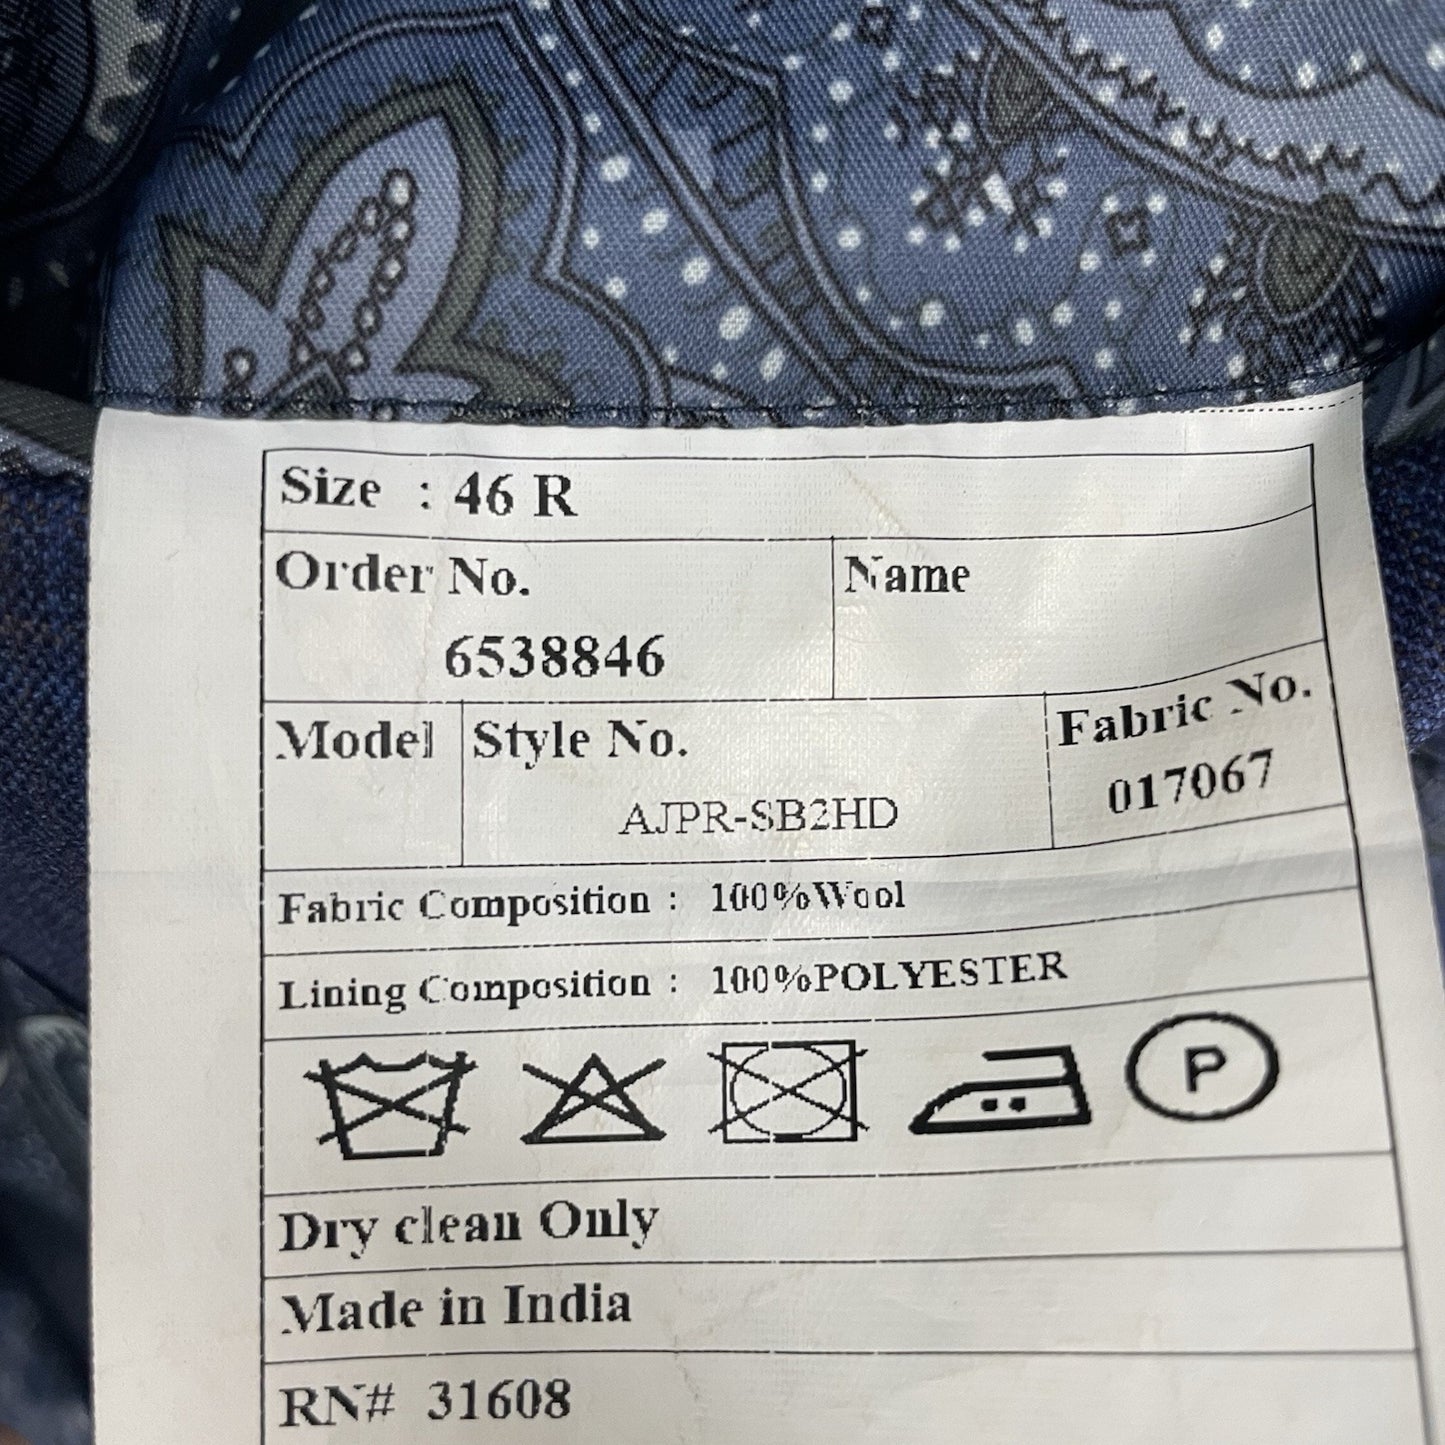 Size : 46 R
Order No. Name
6538846
Model Style No. Fabric No.
AJPR-SB2HD 017067
Fabric Composition : 100%Wool
Lining Composition : 100%POLYESTER
P
Dry clean Only
Made in India
RN# 31608